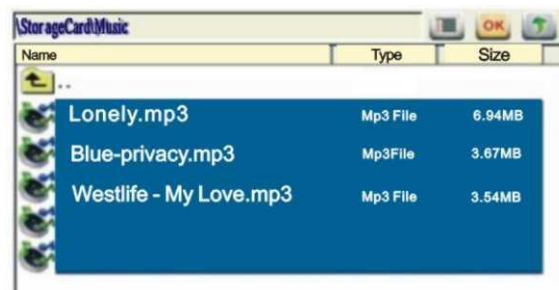 \StorageCard\Music
OK
Name Type Size
..
Lonely.mp3 Mp3 File 6.94MB
Blue-privacy.mp3 Mp3File 3.67MB
Westlife - My Love.mp3 Mp3 File 3.54MB